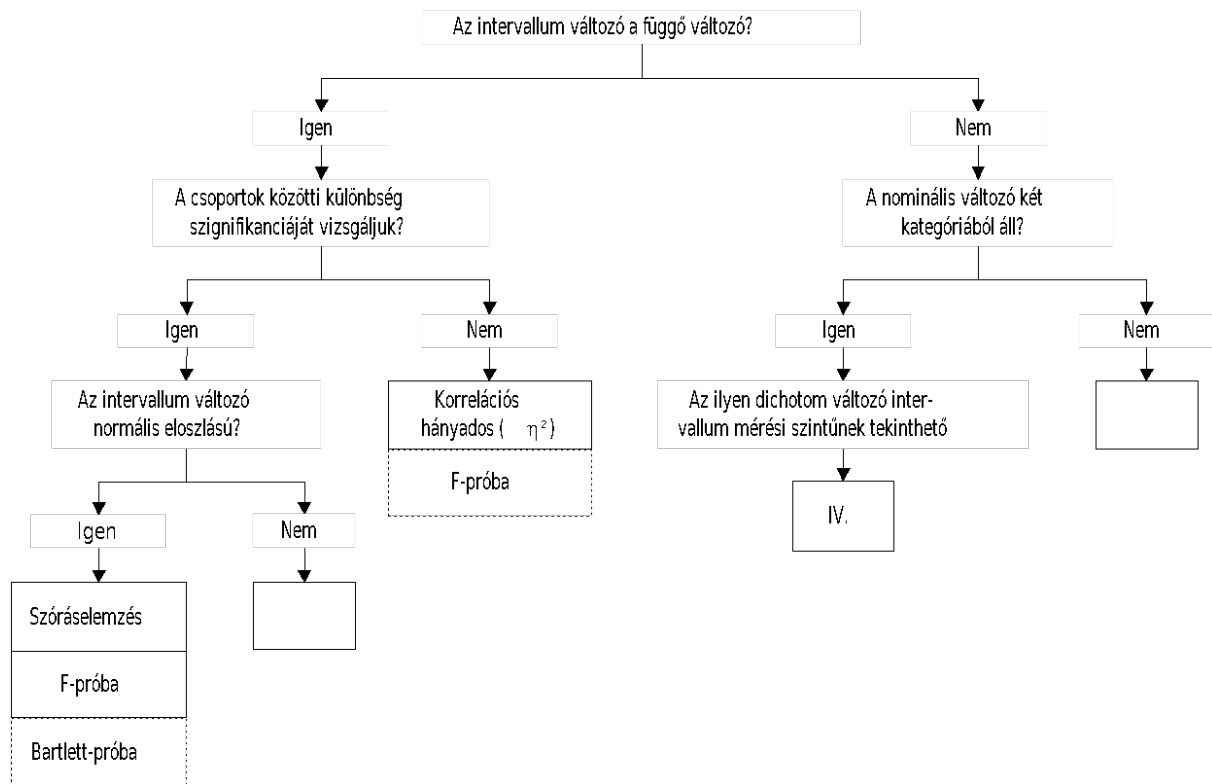 Az intervallum változó a függő változó?
Igen
Nem
A csoportok közötti különbség
szignifikanciáját vizsgáljuk?
A nominális változó két
kategóriából áll?
Igen
Nem
Igen
Nem
Az intervallum változó
normális eloszlású?
Korrelációs
hányados ( η²)
F-próba
Az ilyen dichotom változó inter-
vallum mérési szintűnek tekinthető
Igen
Nem
IV.
Szóráselemzés
F-próba
Bartlett-próba